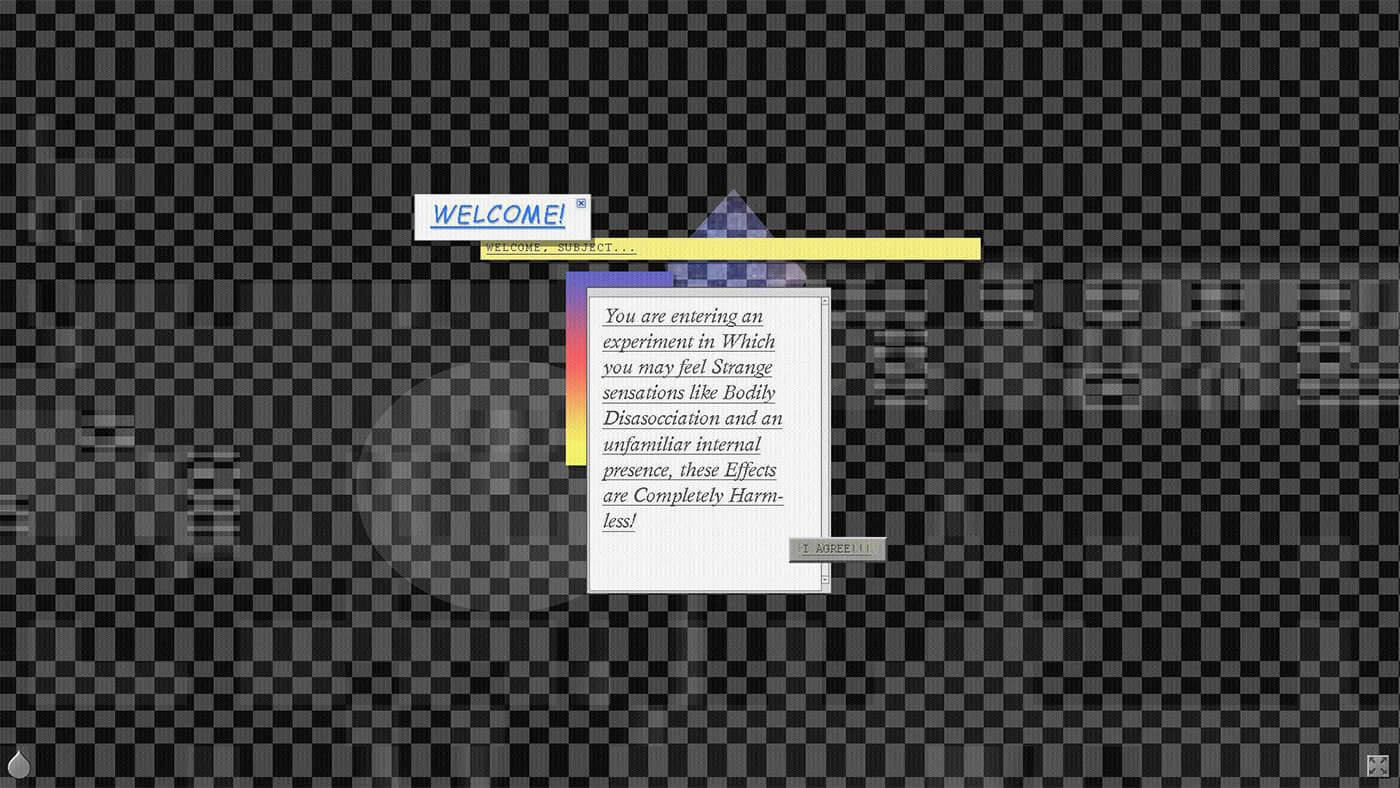 WELCOME!
WELCOME, SUBJECT...
You are entering an
experiment in Which
you may feel Strange
sensations like Bodily
Disasocciation and an
unfamiliar internal
presence, these Effects
are Completely Harm-
less!
I AGREE!!!